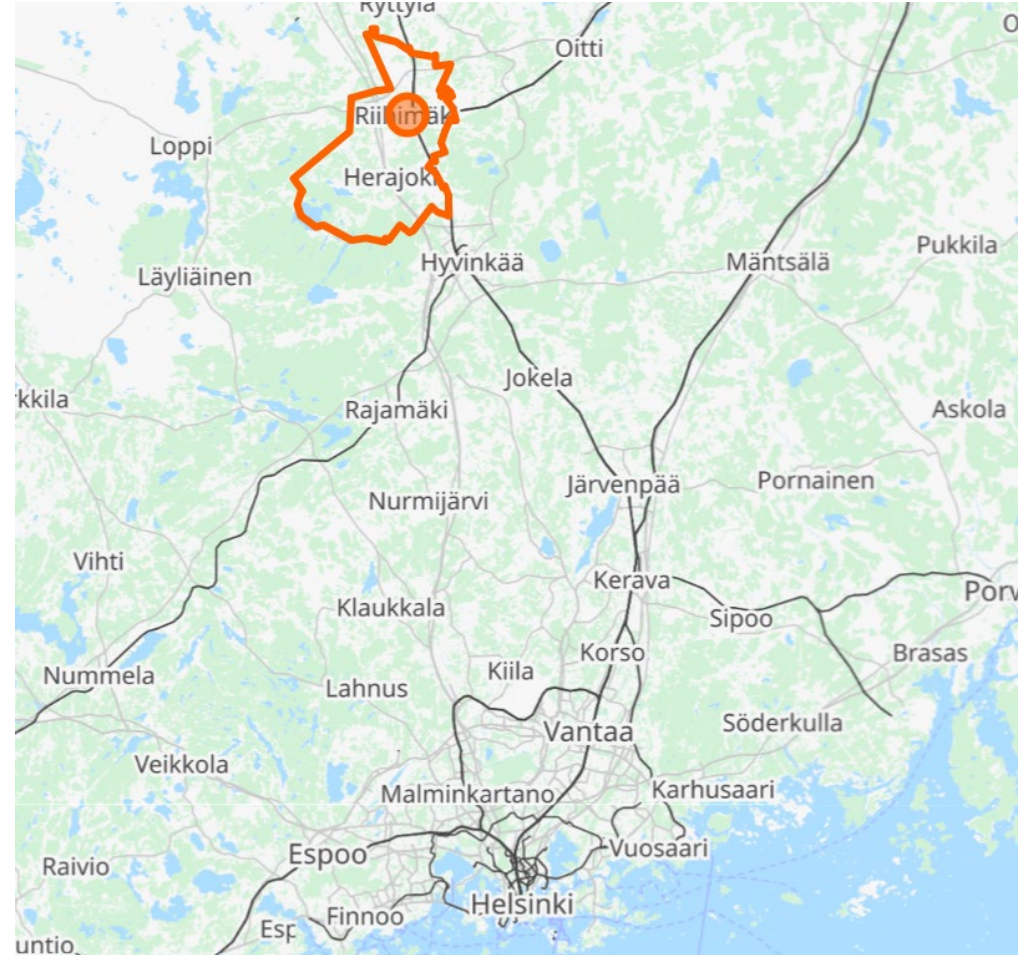 Ryttylä
Oitti
O
Riihimäki
Loppi
Herajoki
Pukkila
Hyvinkää
Mäntsälä
Läyliäinen
Jokela
rkkila
Rajamäki
Askola
Järvenpää
Pornainen
Nurmijärvi
Vihti
Kerava
Porv
Klaukkala
Sipoo
Korso
Brasas
Kiila
Nummela
Lahnus
Söderkulla
Vantaa
Veikkola
Karhusaari
Malminkartano
Vuosaari
Espoo
Raivio
Helsinki
Finnoo
Esp
untio